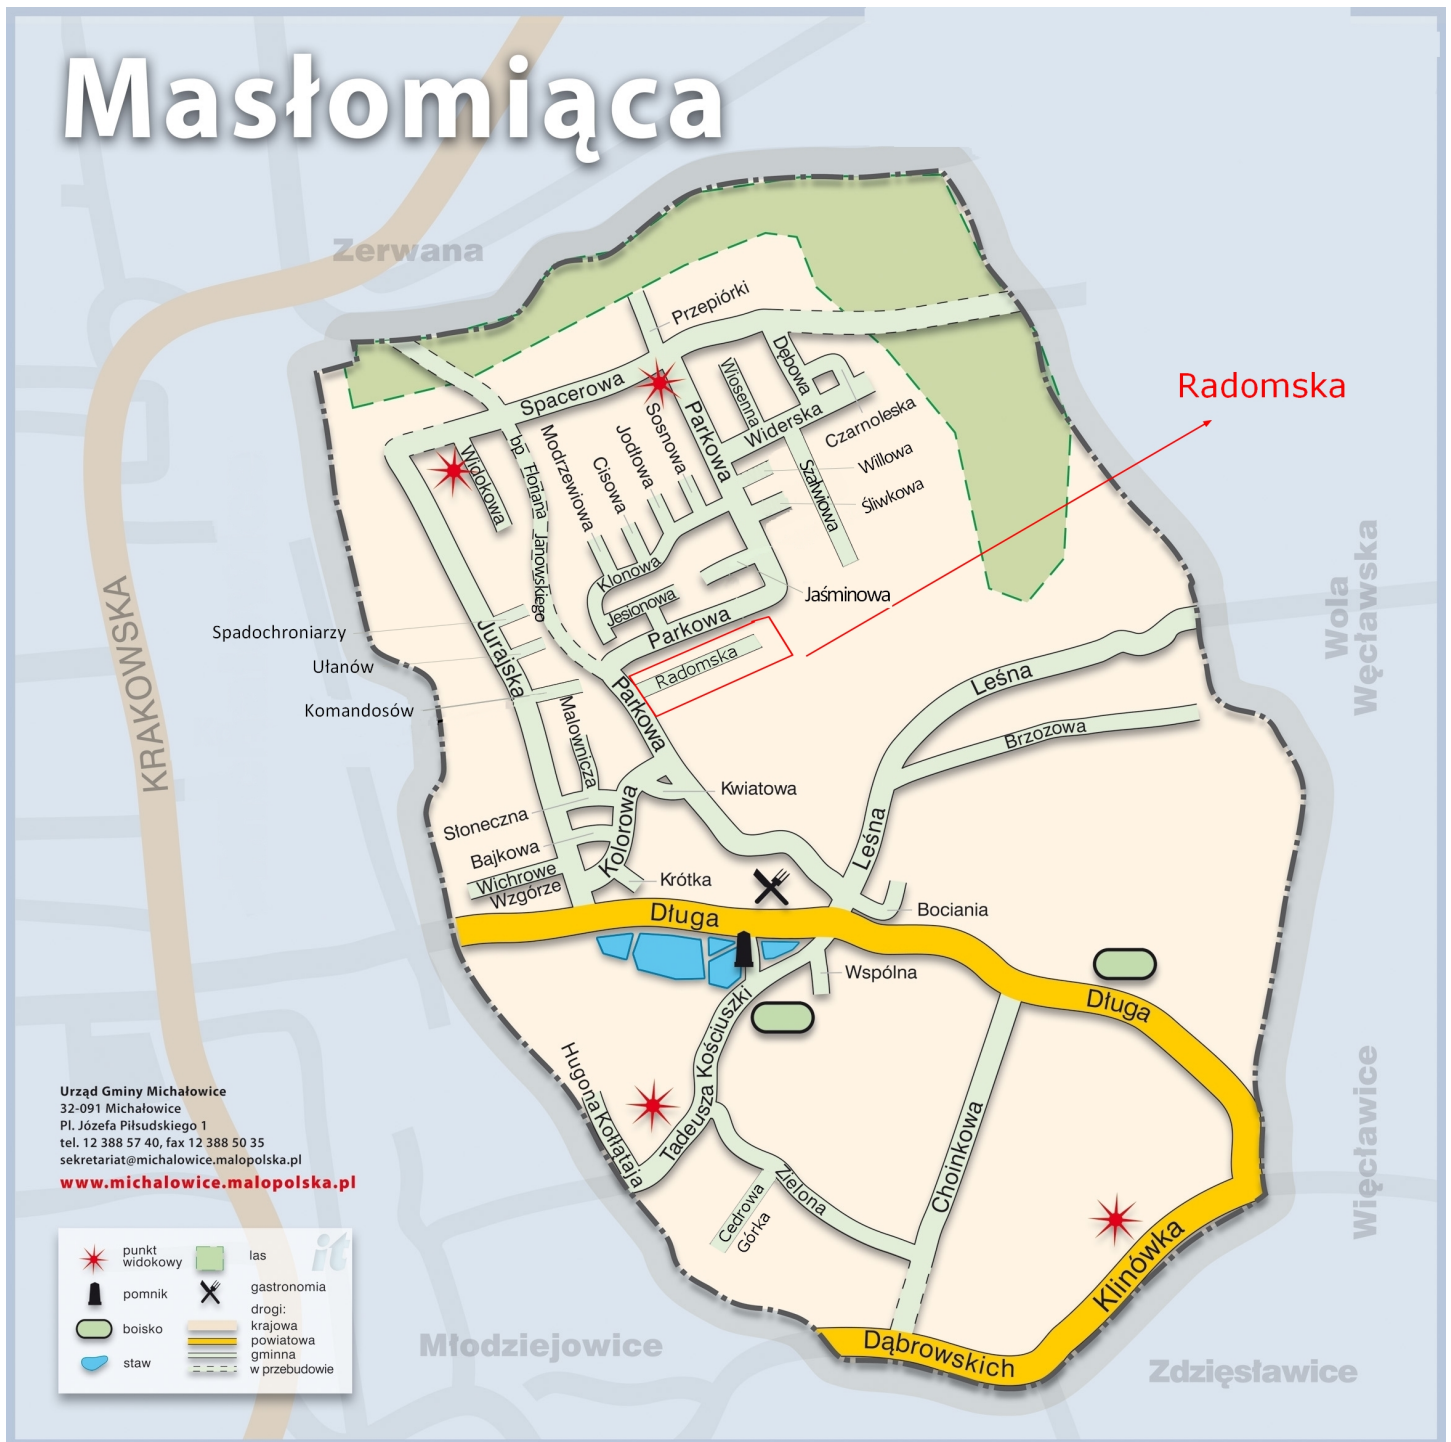 Masłomiąca
Zerwana
Przepiórki
Radomska
Dębowa
Spacerowa
Wiosenna
Parkowa
Widerska
Czarnoleska
Sosnowa
Jodłowa
Cisowa
Modrzewiowa
bp. Floriana Janowskiego
Widokowa
Willowa
Śliwkowa
Szałwiowa
Klonowa
Jesionowa
Jaśminowa
KRAKOWSKA
Wola
Węcławska
Spadochroniarzy
Ułanów
Komandosów
Jurajska
Parkowa
Radomska
Parkowa
Malownicza
Leśna
Brzozowa
Kwiatowa
Słoneczna
Bajkowa
Wichrowe
Wzgórze
Kolorowa
Krótka
Leśna
Bociania
Długa
Wspólna
Długa
Tadeusza Kościuszki
Hugona Kołłątaja
Choinkowa
Zielona
Cedrowa
Górka
Więcławice
Klinówka
Dąbrowskich
Młodziejowice
Zdzięsławice
Urząd Gminy Michałowice
32-091 Michałowice
Pl. Józefa Piłsudskiego 1
tel. 12 388 57 40, fax 12 388 50 35
sekretariat@michalowice.malopolska.pl
www.michalowice.malopolska.pl
it
punkt
widokowy
las
pomnik
gastronomia
drogi:
boisko
krajowa
powiatowa
gminna
staw
w przebudowie